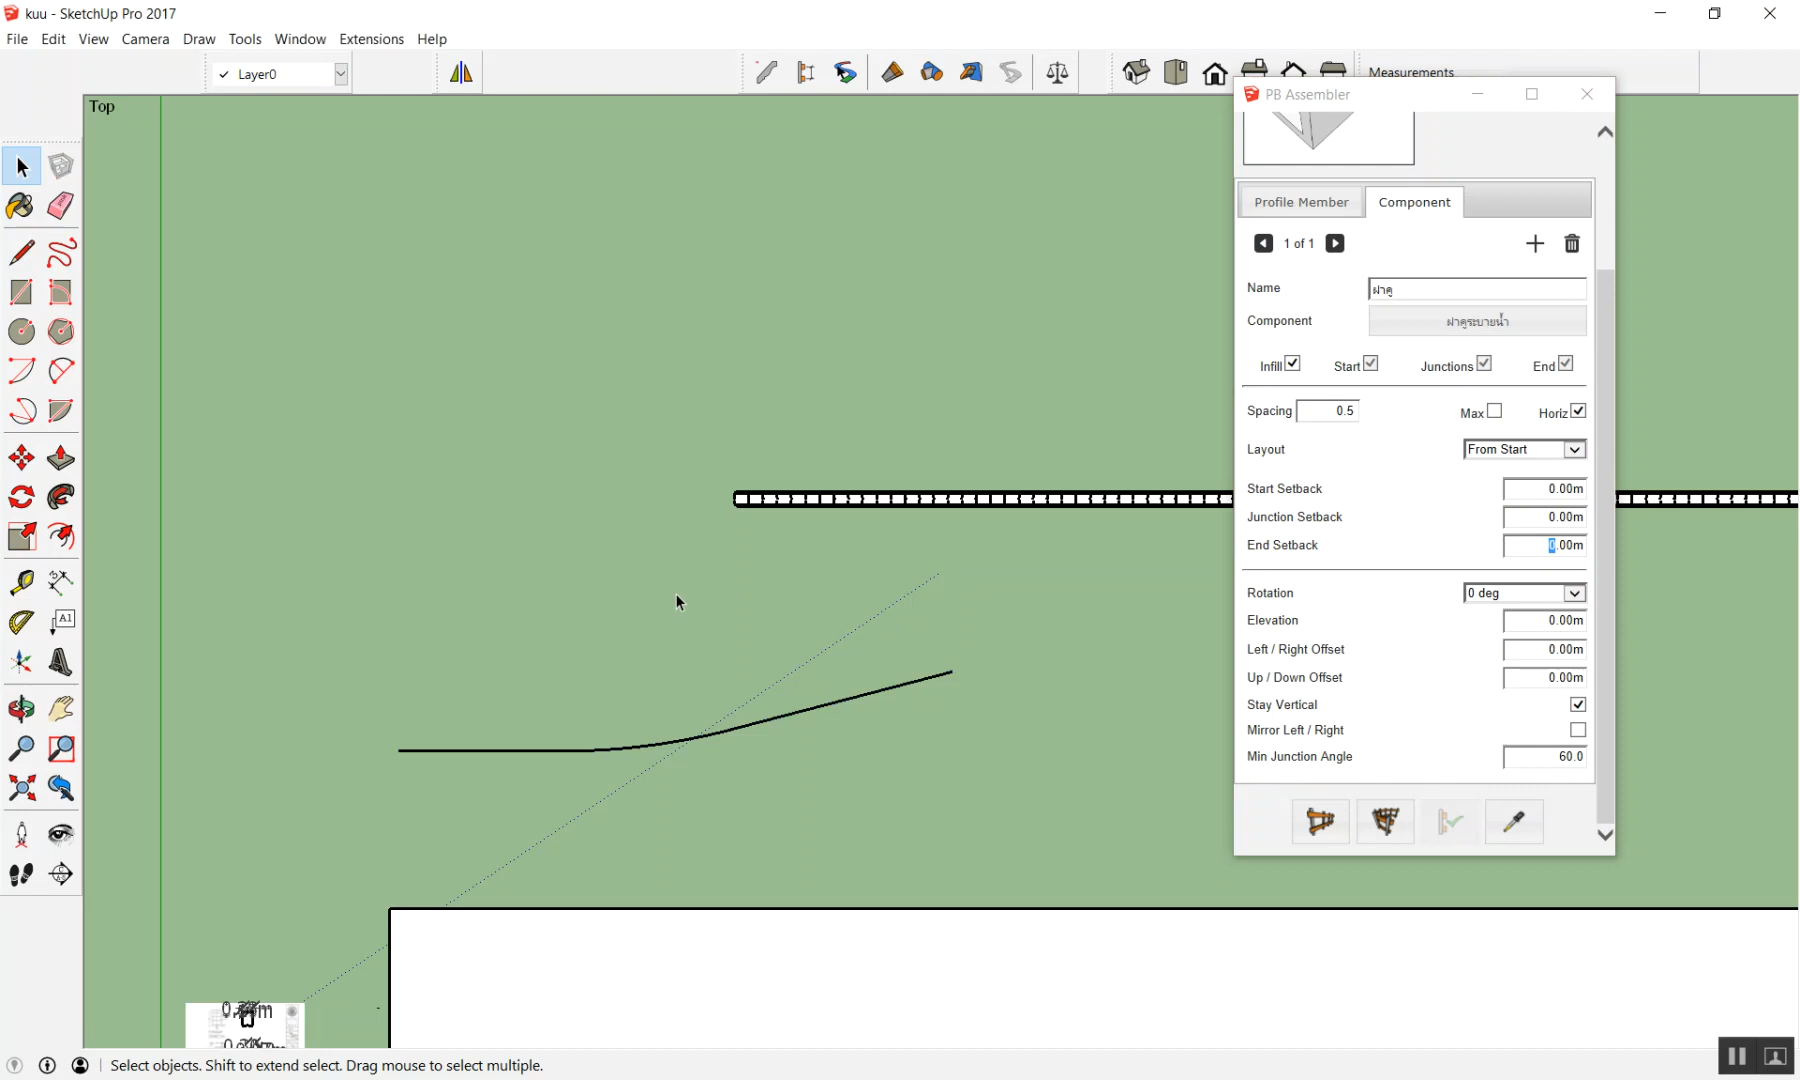 kuu - SketchUp Pro 2017
File Edit View Camera Draw Tools Window Extensions Help
Layer0
Measurements
Top
PB Assembler
Profile Member Component
1 of 1
Name ฝาคู
Component ฝาคูระบายน้ำ
Infill Start Junctions End
Spacing 0.5 Max Horiz
Layout From Start
Start Setback 0.00m
Junction Setback 0.00m
End Setback 0.00m
Rotation 0 deg
Elevation 0.00m
Left / Right Offset 0.00m
Up / Down Offset 0.00m
Stay Vertical
Mirror Left / Right
Min Junction Angle 60.0
A1
Select objects. Shift to extend select. Drag mouse to select multiple.